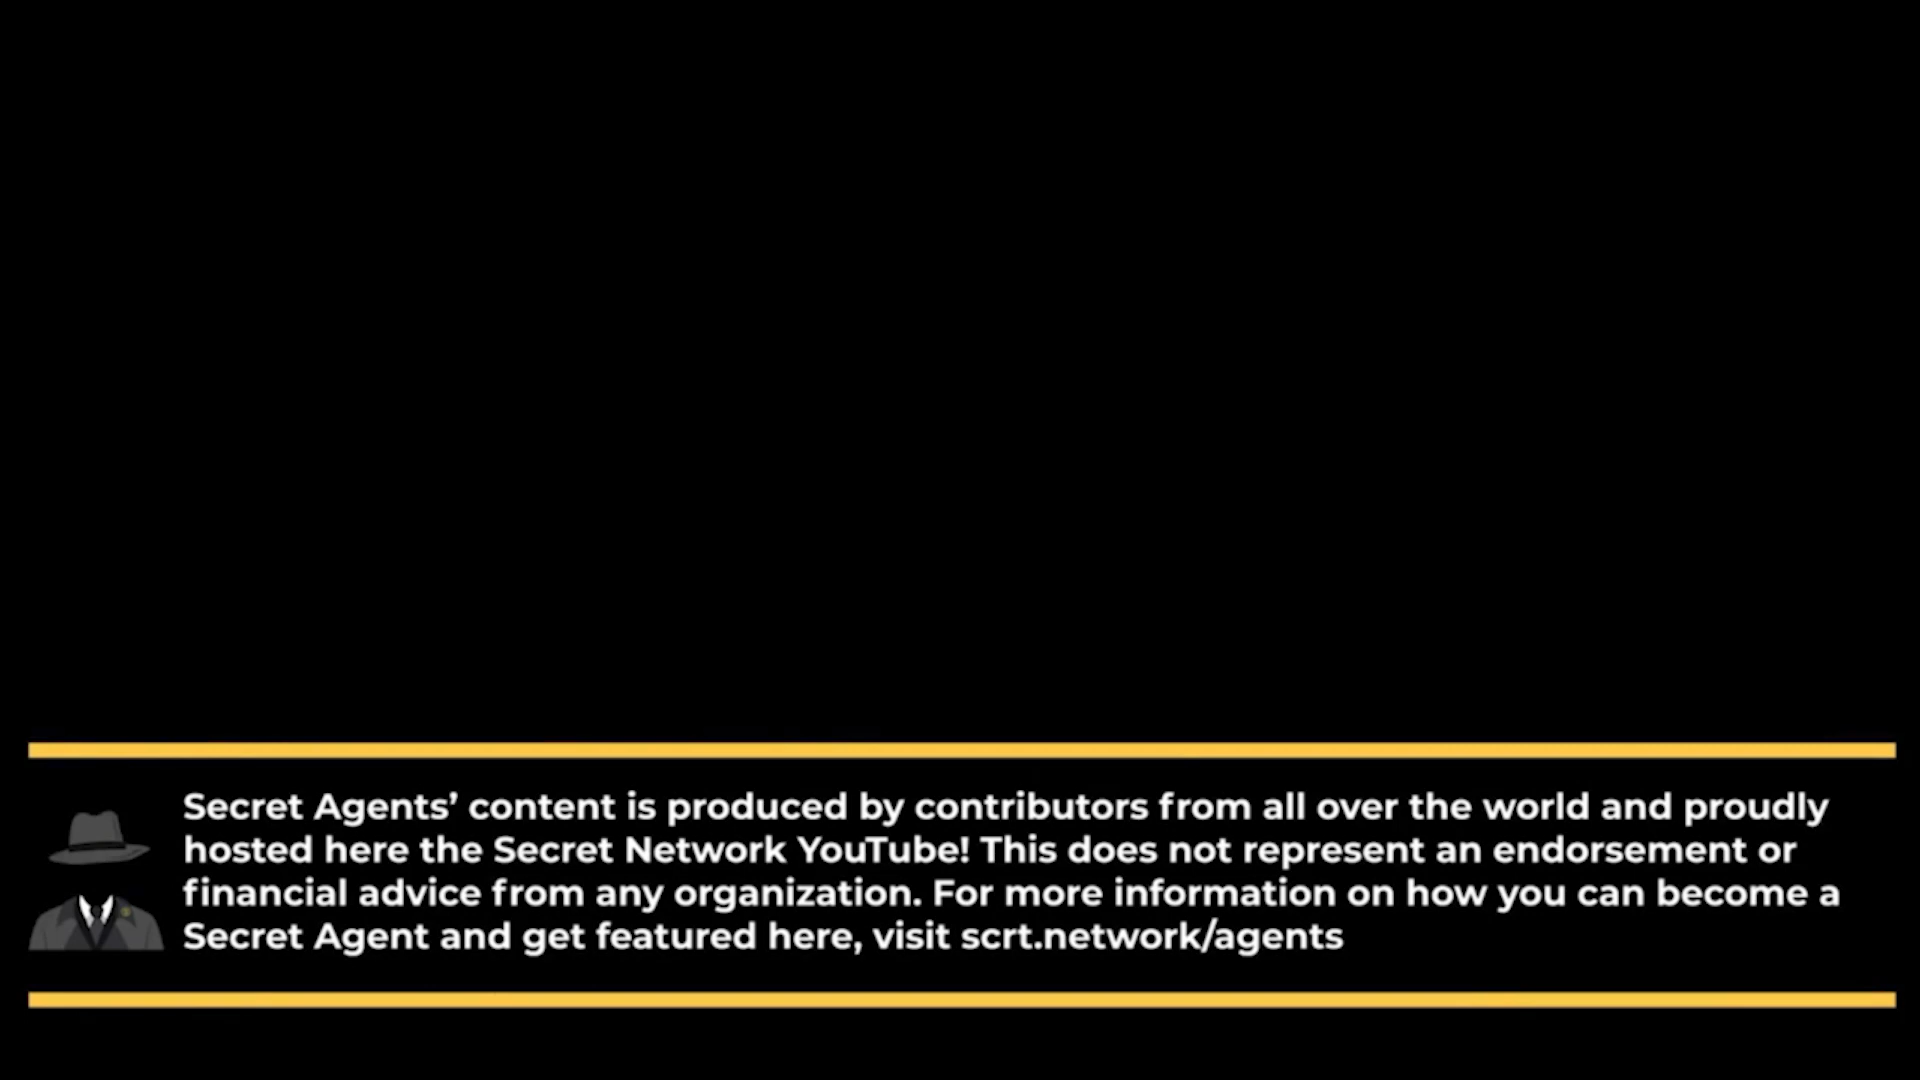 Secret Agents’ content is produced by contributors from all over the world and proudly
hosted here the Secret Network YouTube! This does not represent an endorsement or
financial advice from any organization. For more information on how you can become a
Secret Agent and get featured here, visit scrt.network/agents